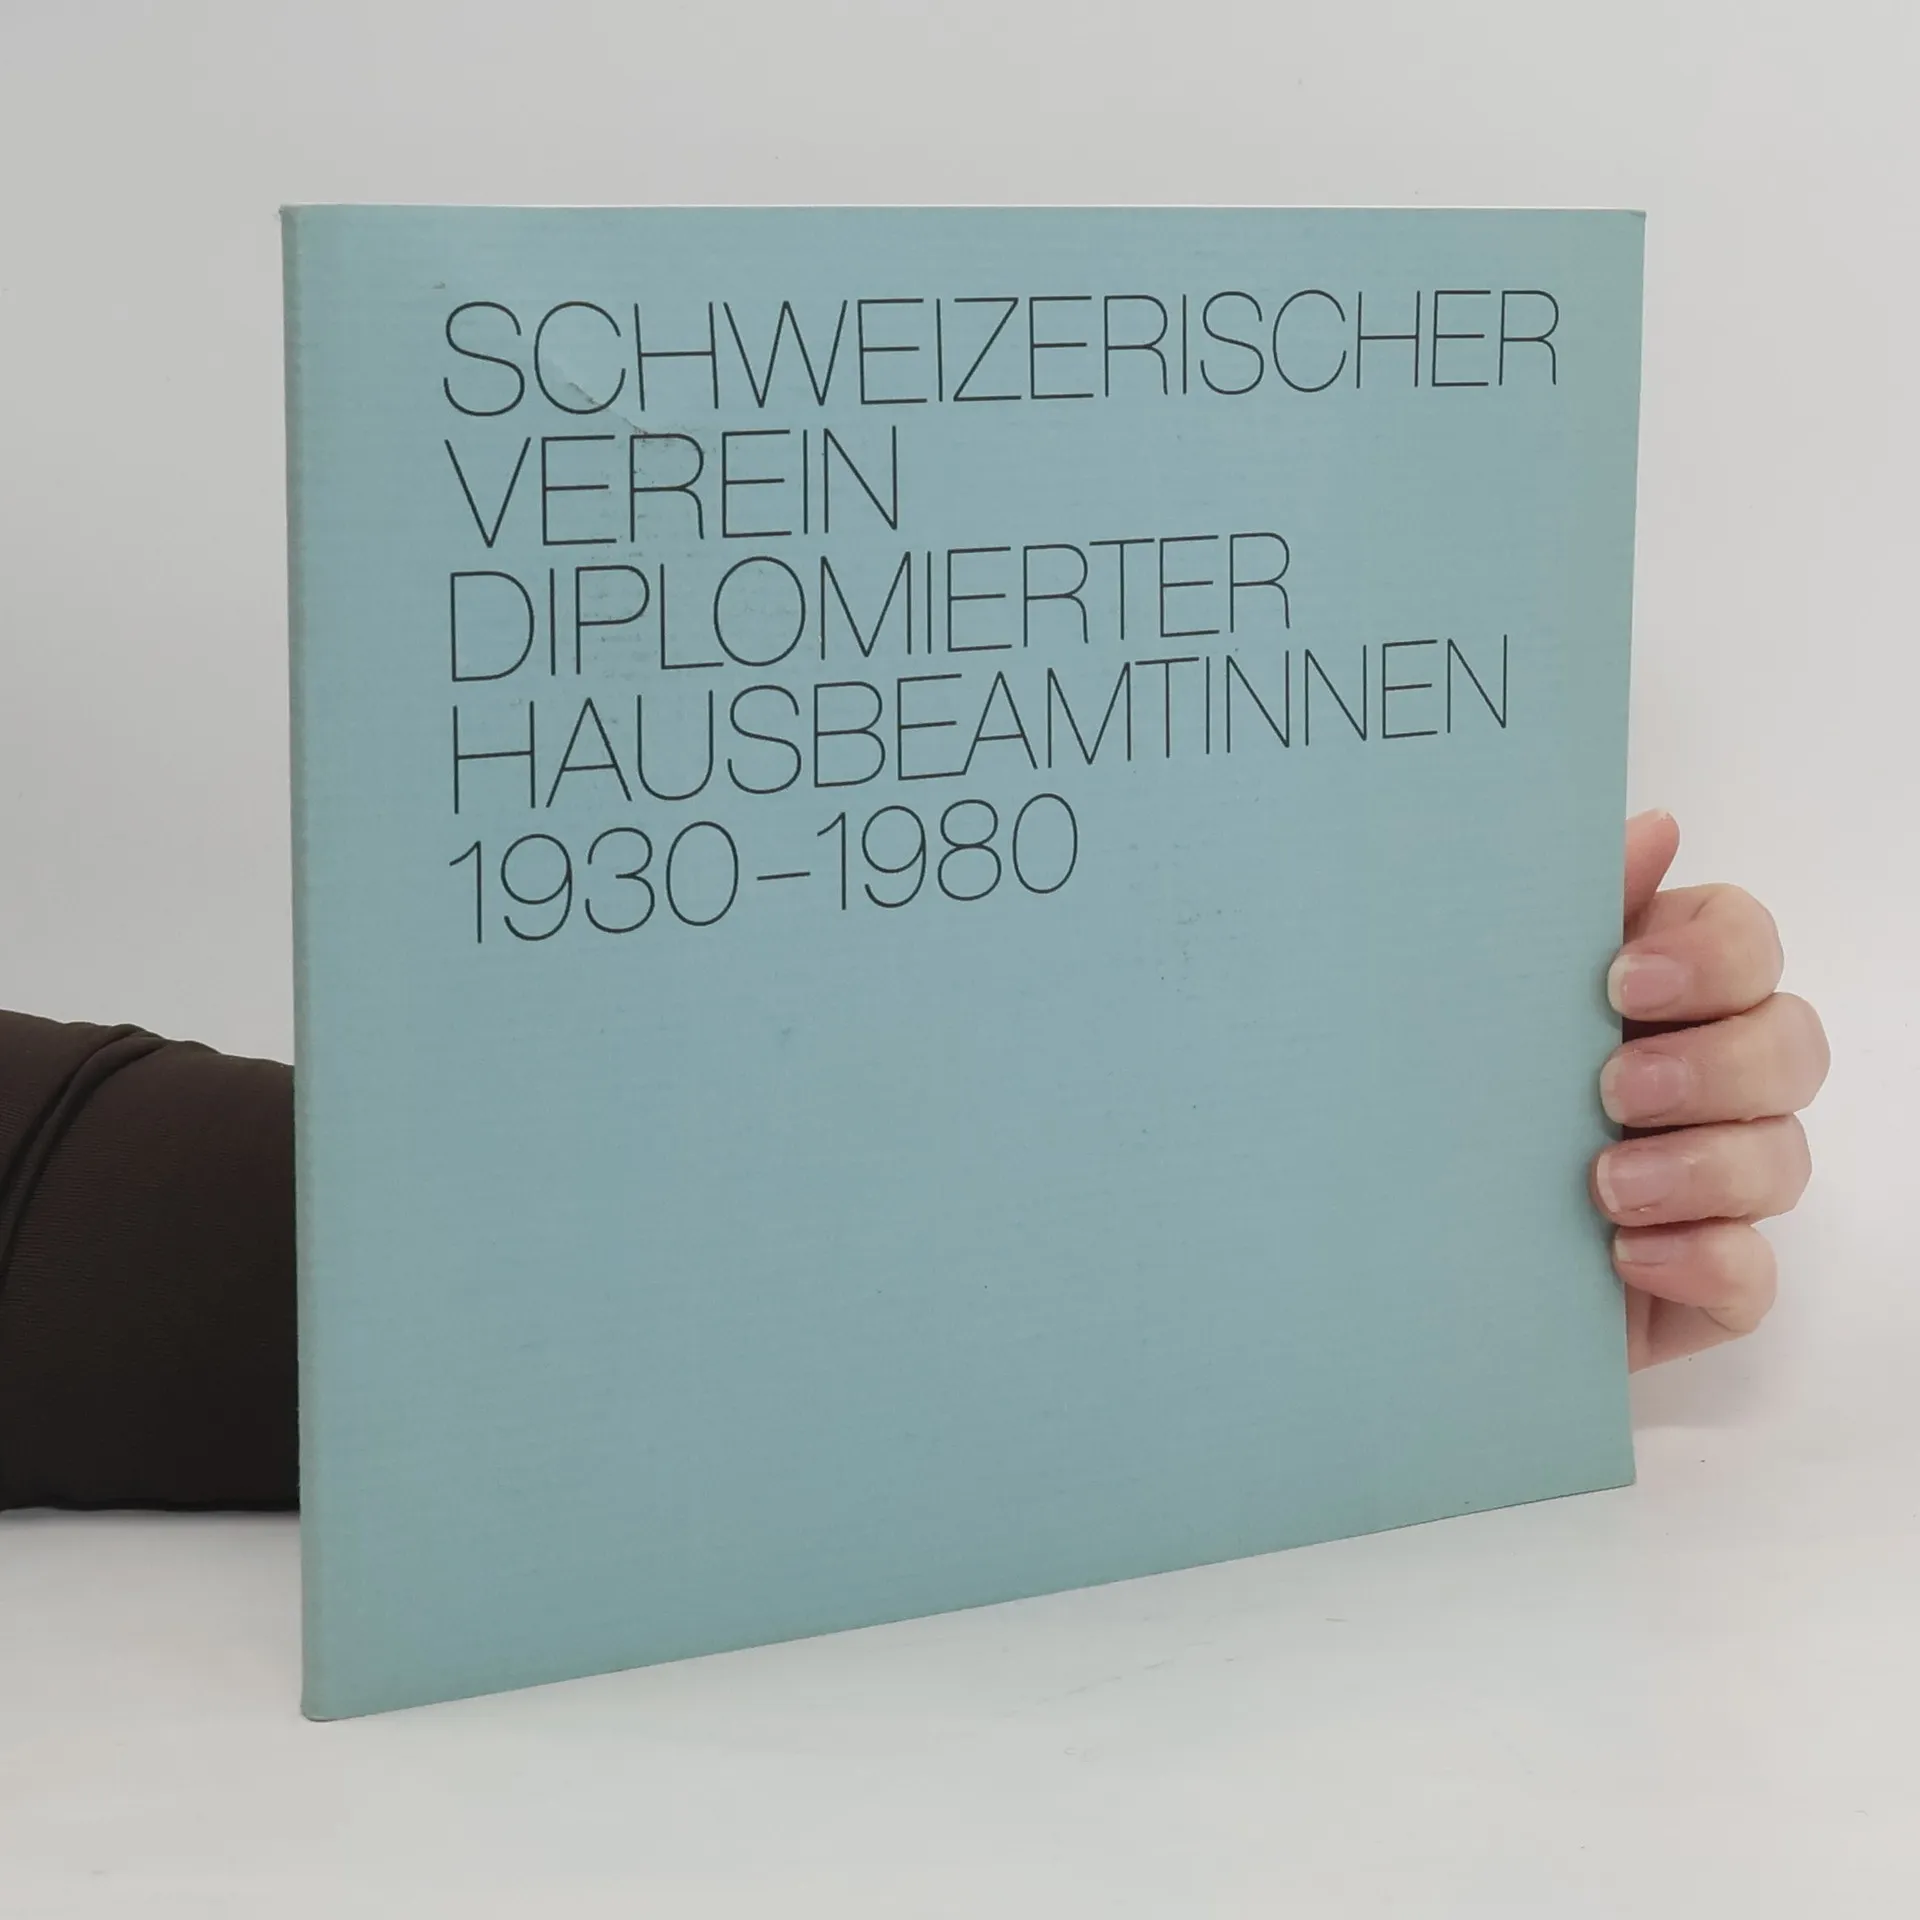 SCHWEIZERISCHER
VEREIN
DIPLOMIERTER
HAUSBEAMTINNEN
1930–1980